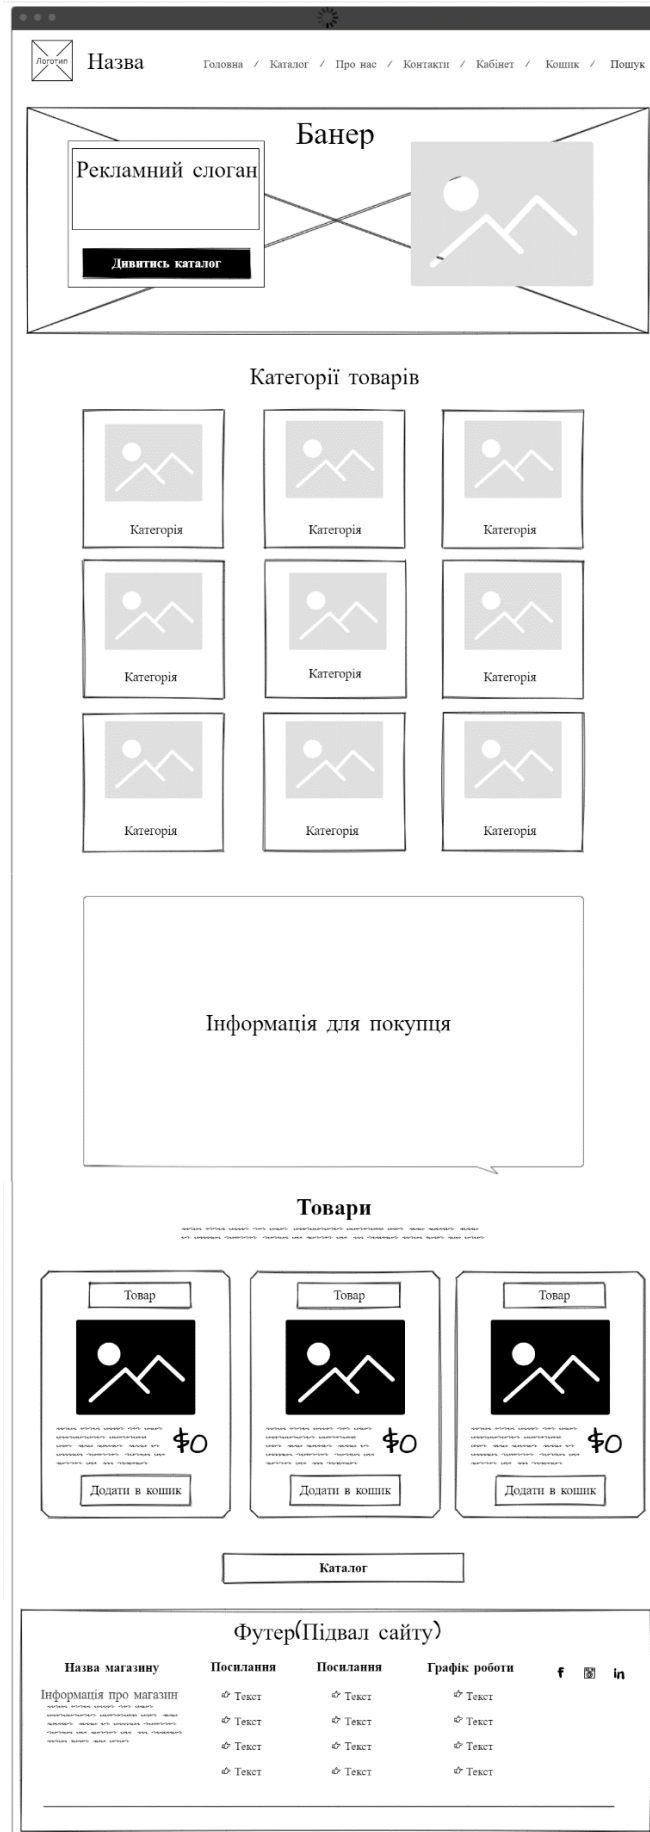 Логотип
Назва
Головна / Каталог / Про нас / Контакти / Кабінет / Кошик / Пошук
Банер
Рекламний слоган
Дивитись каталог
Категорії товарів
Категорія Категорія Категорія
Категорія Категорія Категорія
Категорія Категорія Категорія
Інформація для покупця
Товари
Товар Товар Товар
$0 $0 $0
Додати в кошик Додати в кошик Додати в кошик
Каталог
Футер(Підвал сайту)
Назва магазину Посилання Посилання Графік роботи
f in
Інформація про магазин Текст Текст Текст
Текст Текст Текст
Текст Текст Текст
Текст Текст Текст